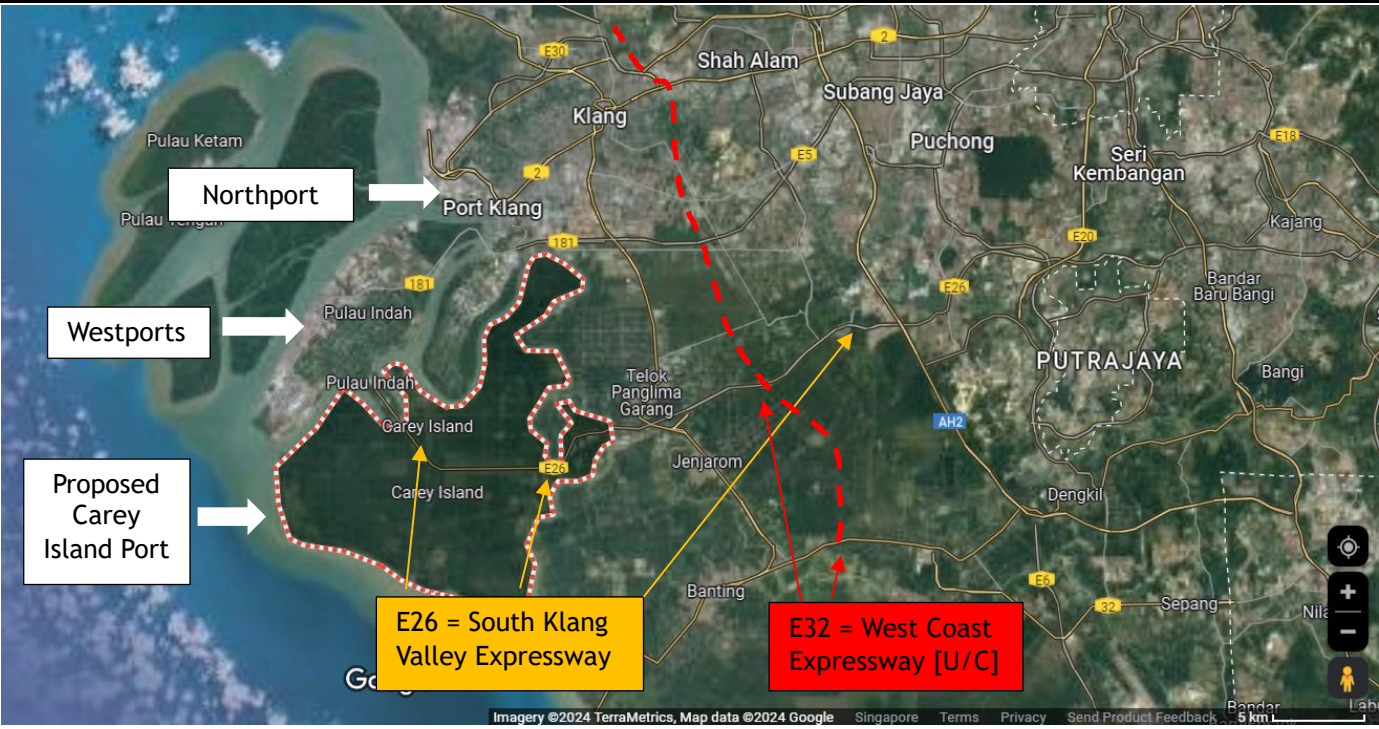 2
E30
Shah Alam
Subang Jaya
Klang
Pulau Ketam
E5
Puchong
E18
Seri
Kembangan
2
Northport
Port Klang
Pulau
Kajang
181
E20
181
E26
Bandar
Baru Bangi
Pulau Indah
Westports
PUTRAJAYA
Bangi
Pulau Indah
Telok
Panglima
Garang
Carey Island
AH2
E26
Jenjarom
Proposed
Carey
Island Port
Carey Island
Dengkil
E6
Banting
32
Sepang
E26 = South Klang
Valley Expressway
E32 = West Coast
Expressway [U/C]
Imagery ©2024 TerraMetrics, Map data ©2024 Google
Singapore
Terms
Privacy
Send Product Feedback
5 km
Bandar